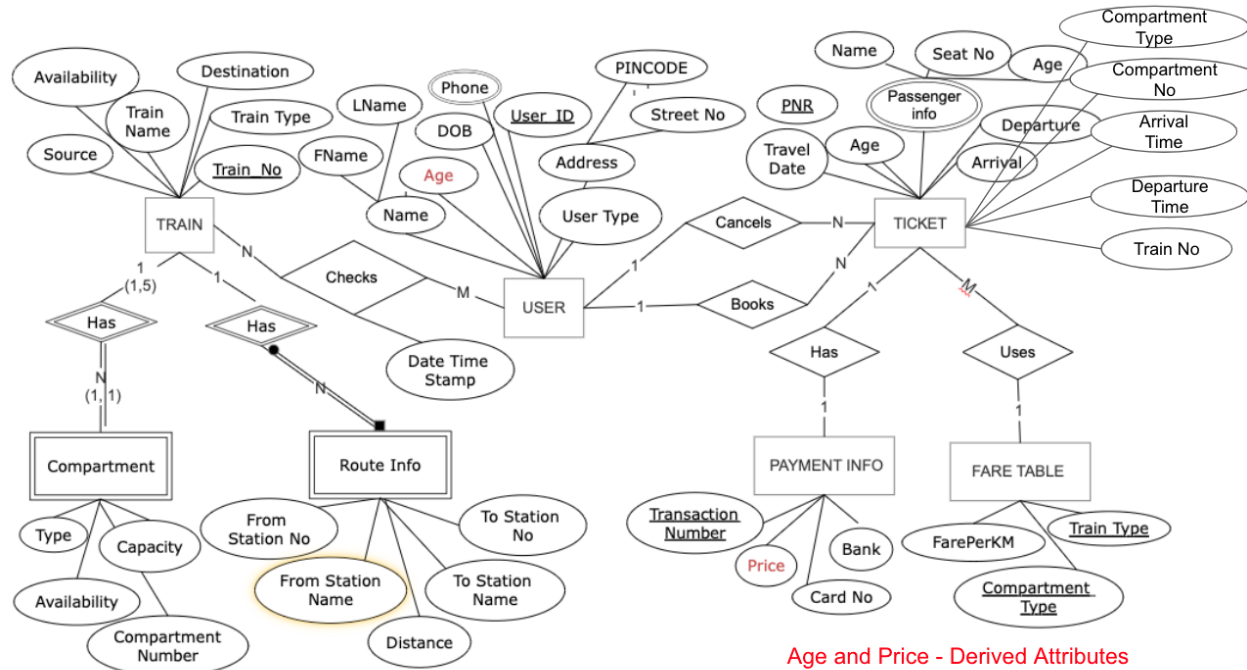 Compartment
Type
Name
Seat No
Age
Availability
Destination
PINCODE
Compartment
No
Phone
LName
Train
Name
Train Type
User ID
Street No
PNR
Passenger
info
Arrival
Time
DOB
Departure
Source
FName
Train_No
Age
Address
Travel
Date
Age
Arrival
Departure
Time
TRAIN
Name
User Type
Cancels
N
TICKET
Train No
N
Checks
1
N
1
(1,5)
1
M
USER
1
Books
M
1
Has
Has
Date Time
Stamp
Has
Uses
N
(1, 1)
N
1
1
Compartment
Route Info
PAYMENT INFO
FARE TABLE
Type
Capacity
From
Station No
To Station
No
Transaction
Number
Bank
FarePerKM
Train Type
Price
Availability
From Station
Name
To Station
Name
Card No
Compartment
Type
Compartment
Number
Distance
Age and Price - Derived Attributes